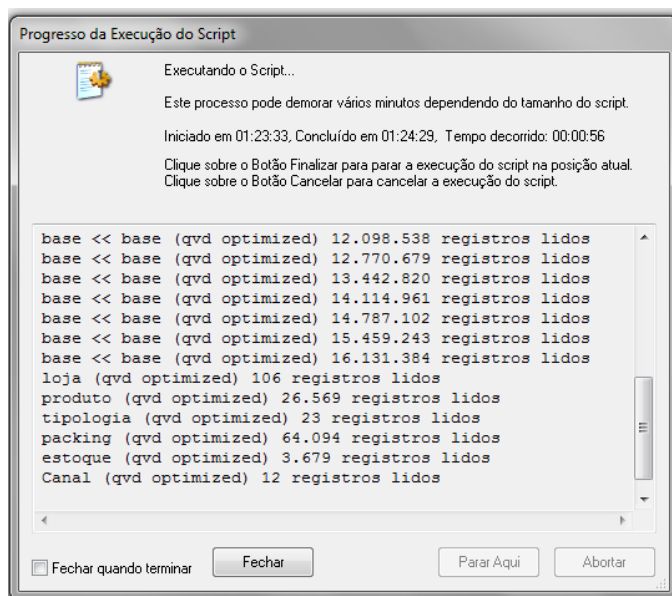 Progresso da Execução do Script
Executando o Script...
Este processo pode demorar vários minutos dependendo do tamanho do script.
Iniciado em 01:23:33, Concluído em 01:24:29, Tempo decorrido: 00:00:56
Clique sobre o Botão Finalizar para parar a execução do script na posição atual.
Clique sobre o Botão Cancelar para cancelar a execução do script.
base << base (qvd optimized) 12.098.538 registros lidos
base << base (qvd optimized) 12.770.679 registros lidos
base << base (qvd optimized) 13.442.820 registros lidos
base << base (qvd optimized) 14.114.961 registros lidos
base << base (qvd optimized) 14.787.102 registros lidos
base << base (qvd optimized) 15.459.243 registros lidos
base << base (qvd optimized) 16.131.384 registros lidos
loja (qvd optimized) 106 registros lidos
produto (qvd optimized) 26.569 registros lidos
tipologia (qvd optimized) 23 registros lidos
packing (qvd optimized) 64.094 registros lidos
estoque (qvd optimized) 3.679 registros lidos
Canal (qvd optimized) 12 registros lidos
Fechar quando terminar Fechar Parar Aqui Abortar